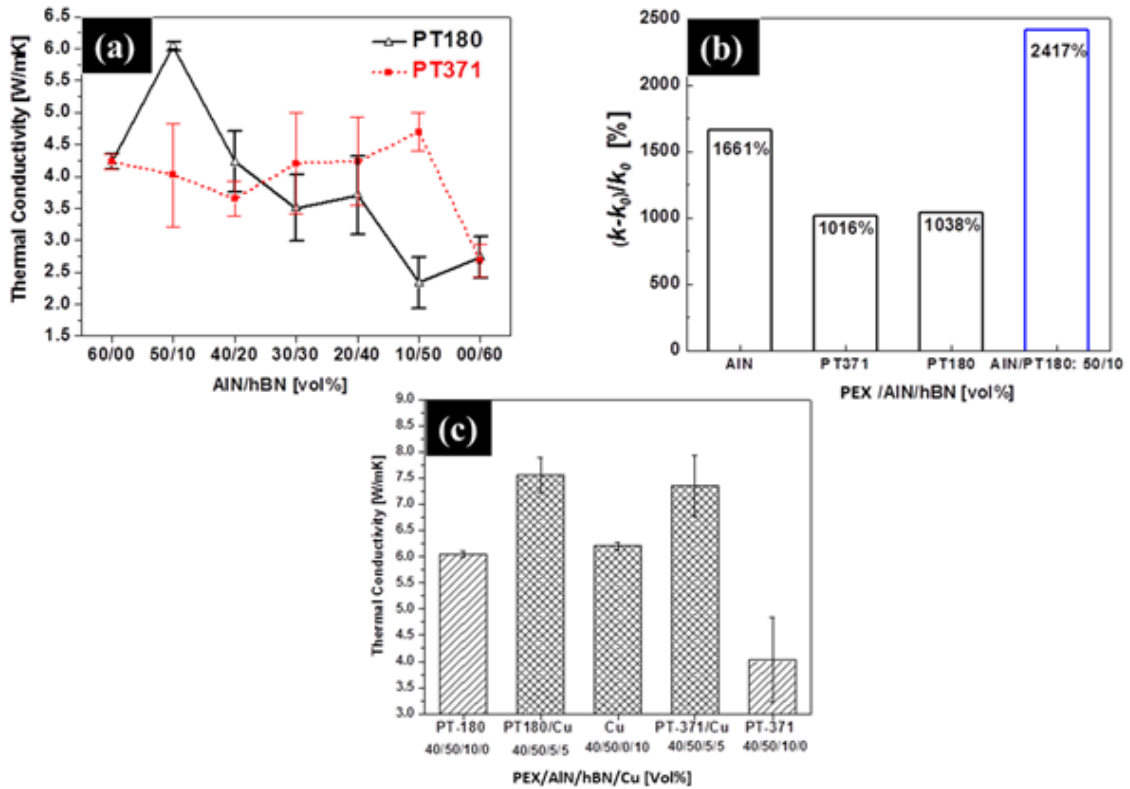 (a)
PT180
PT371
Thermal Conductivity [W/mK]
6.5
6.0
5.5
5.0
4.5
4.0
3.5
3.0
2.5
2.0
1.5
60/00 50/10 40/20 30/30 20/40 10/50 00/60
AlN/hBN [vol%]
(b)
(k-k0)/k0 [%]
2500
2000
1500
1000
500
0
1661%
1016%
1038%
2417%
AlN PT371 PT180 AlN/PT180: 50/10
PEX /AlN/hBN [vol%]
(c)
Thermal Conductivity [W/mK]
9.0
8.5
8.0
7.5
7.0
6.5
6.0
5.5
5.0
4.5
4.0
3.5
3.0
PT-180 PT180/Cu Cu PT-371/Cu PT-371
40/50/10/0 40/50/5/5 40/50/0/10 40/50/5/5 40/50/10/0
PEX/AlN/hBN/Cu [Vol%]